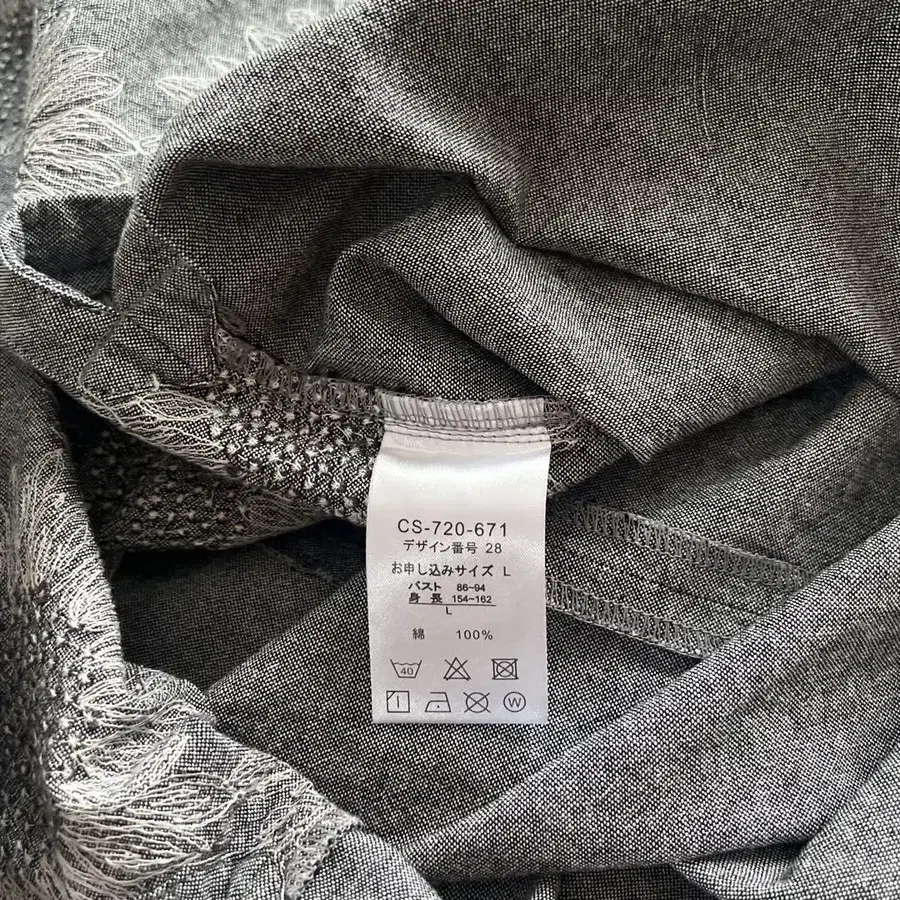 CS-720-671
デザイン番号 28
お申し込みサイズ L
バスト 86~94
身長 154~162
L
綿 100%
40
W